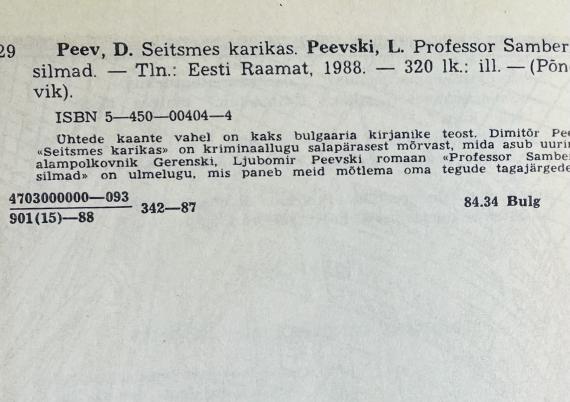 29 Peev, D. Seitsmes karikas. Peevski, L. Professor Samber
silmad. — Tln.: Eesti Raamat, 1988. — 320 lk.: ill. — (Põn
vik).
ISBN 5—450—00404—4
Ühtede kaante vahel on kaks bulgaaria kirjanike teost. Dimitõr Pee
«Seitsmes karikas» on kriminaallugu salapärasest mõrvast, mida asub uurim
alampolkovnik Gerenski, Ljubomir Peevski romaan «Professor Sambe
silmad» on ulmelugu, mis paneb meid mõtlema oma tegude tagajärgede
4703000000—093
901(15)—88
342—87
84.34 Bulg